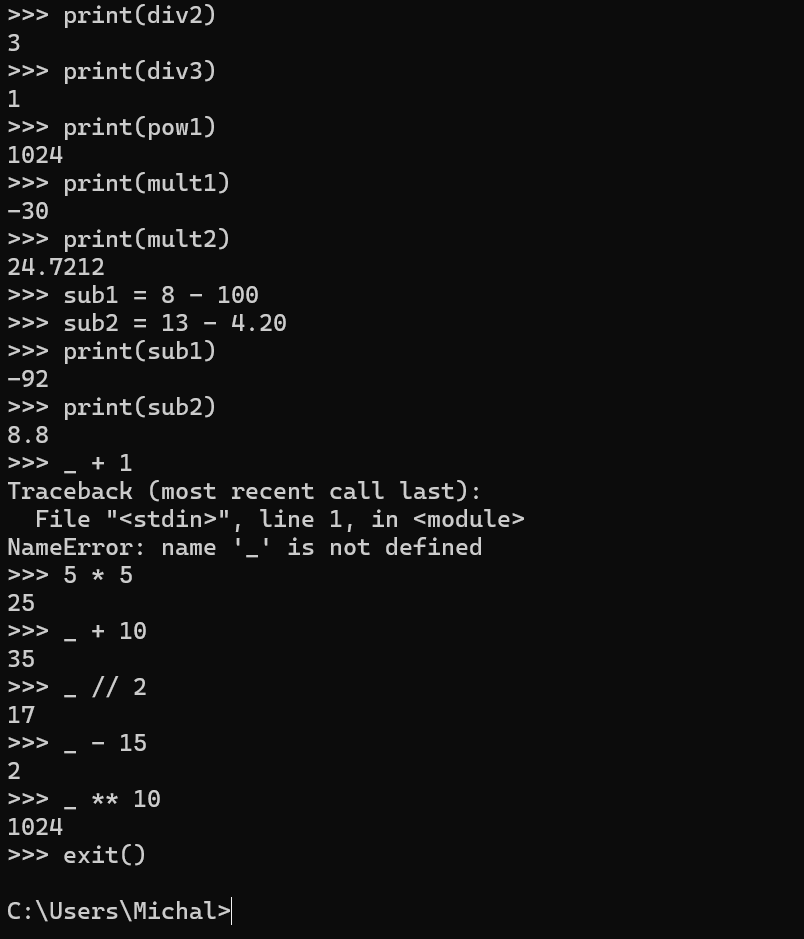 >>> print(div2)
3
>>> print(div3)
1
>>> print(pow1)
1024
>>> print(mult1)
-30
>>> print(mult2)
24.7212
>>> sub1 = 8 - 100
>>> sub2 = 13 - 4.20
>>> print(sub1)
-92
>>> print(sub2)
8.8
>>> _ + 1
Traceback (most recent call last):
  File "<stdin>", line 1, in <module>
NameError: name '_' is not defined
>>> 5 * 5
25
>>> _ + 10
35
>>> _ // 2
17
>>> _ - 15
2
>>> _ ** 10
1024
>>> exit()

C:\Users\Michal>